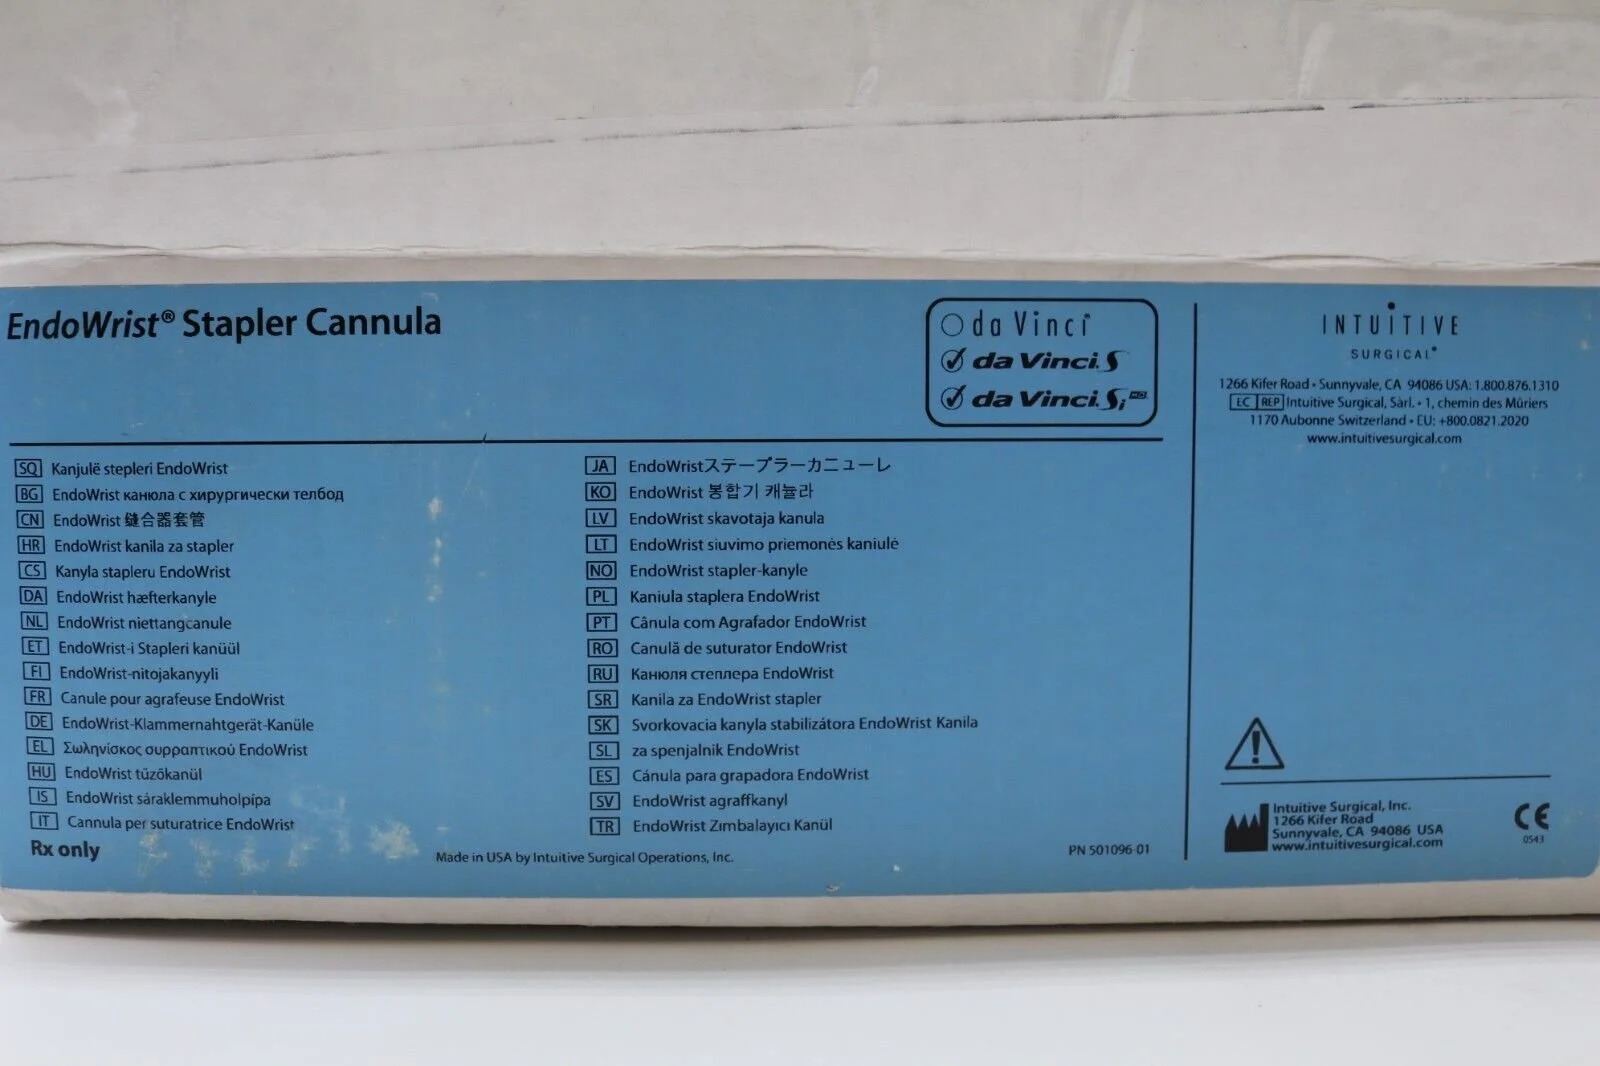 EndoWrist® Stapler Cannula
da Vinci
da Vinci.S
da Vinci.Si HD
SQ Kanjulë stepleri EndoWrist
BG EndoWrist канюла с хирургически телбод
CN EndoWrist 缝合器套管
HR EndoWrist kanila za stapler
CS Kanyla stapleru EndoWrist
DA EndoWrist hæfterkanyle
NL EndoWrist niettangcanule
ET EndoWrist-i Stapleri kanüül
FI EndoWrist-nitojakanyyli
FR Canule pour agrafeuse EndoWrist
DE EndoWrist-Klammernahtgerät-Kanüle
EL Σωληνίσκος συρραπτικού EndoWrist
HU EndoWrist tűzőkanül
IS EndoWrist sáraklemmuholpípa
IT Cannula per suturatrice EndoWrist
Rx only
JA EndoWristステープラーカニューレ
KO EndoWrist 봉합기 캐뉼라
LV EndoWrist skavotaja kanula
LT EndoWrist siuvimo priemonės kaniulė
NO EndoWrist stapler-kanyle
PL Kaniula staplera EndoWrist
PT Cânula com Agrafador EndoWrist
RO Canulă de suturator EndoWrist
RU Канюля степлера EndoWrist
SR Kanila za EndoWrist stapler
SK Svorkovacia kanyla stabilizátora EndoWrist Kanila
SL za spenjalnik EndoWrist
ES Cánula para grapadora EndoWrist
SV EndoWrist agraffkanyl
TR EndoWrist Zımbalayıcı Kanül
Made in USA by Intuitive Surgical Operations, Inc.
PN 501096-01
INTUITIVE
SURGICAL®
1266 Kifer Road • Sunnyvale, CA 94086 USA: 1.800.876.1310
EC REP Intuitive Surgical, Sàrl. • 1, chemin des Mûriers
1170 Aubonne Switzerland • EU: +800.0821.2020
www.intuitivesurgical.com
Intuitive Surgical, Inc.
1266 Kifer Road
Sunnyvale, CA 94086 USA
www.intuitivesurgical.com
CE
0543